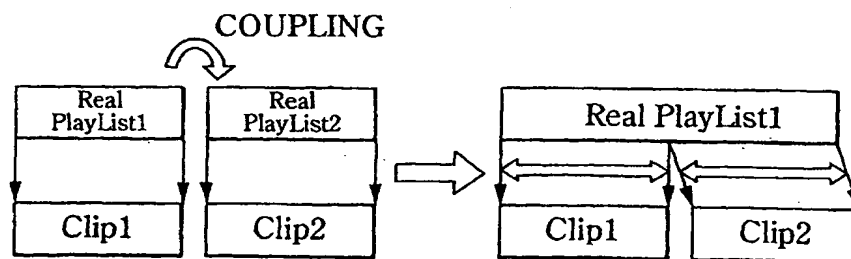 COUPLING
Real
PlayList1
Real
PlayList2
Real PlayList1
Clip1
Clip2
Clip1
Clip2